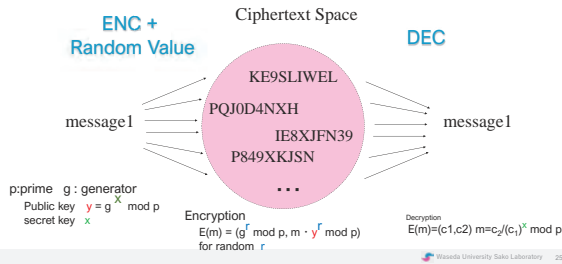 Ciphertext Space
ENC +
Random Value
DEC
KE9SLIWEL
PQJ0D4NXH
IE8XJFN39
P849XKJSN
...
message1
message1
p:prime g : generator
Public key y = g^x mod p
secret key x
Encryption
E(m) = (g^r mod p, m · y^r mod p)
for random r
Decryption
E(m)=(c1,c2) m=c₂/(c₁)^x mod p
Waseda University Sako Laboratory 25